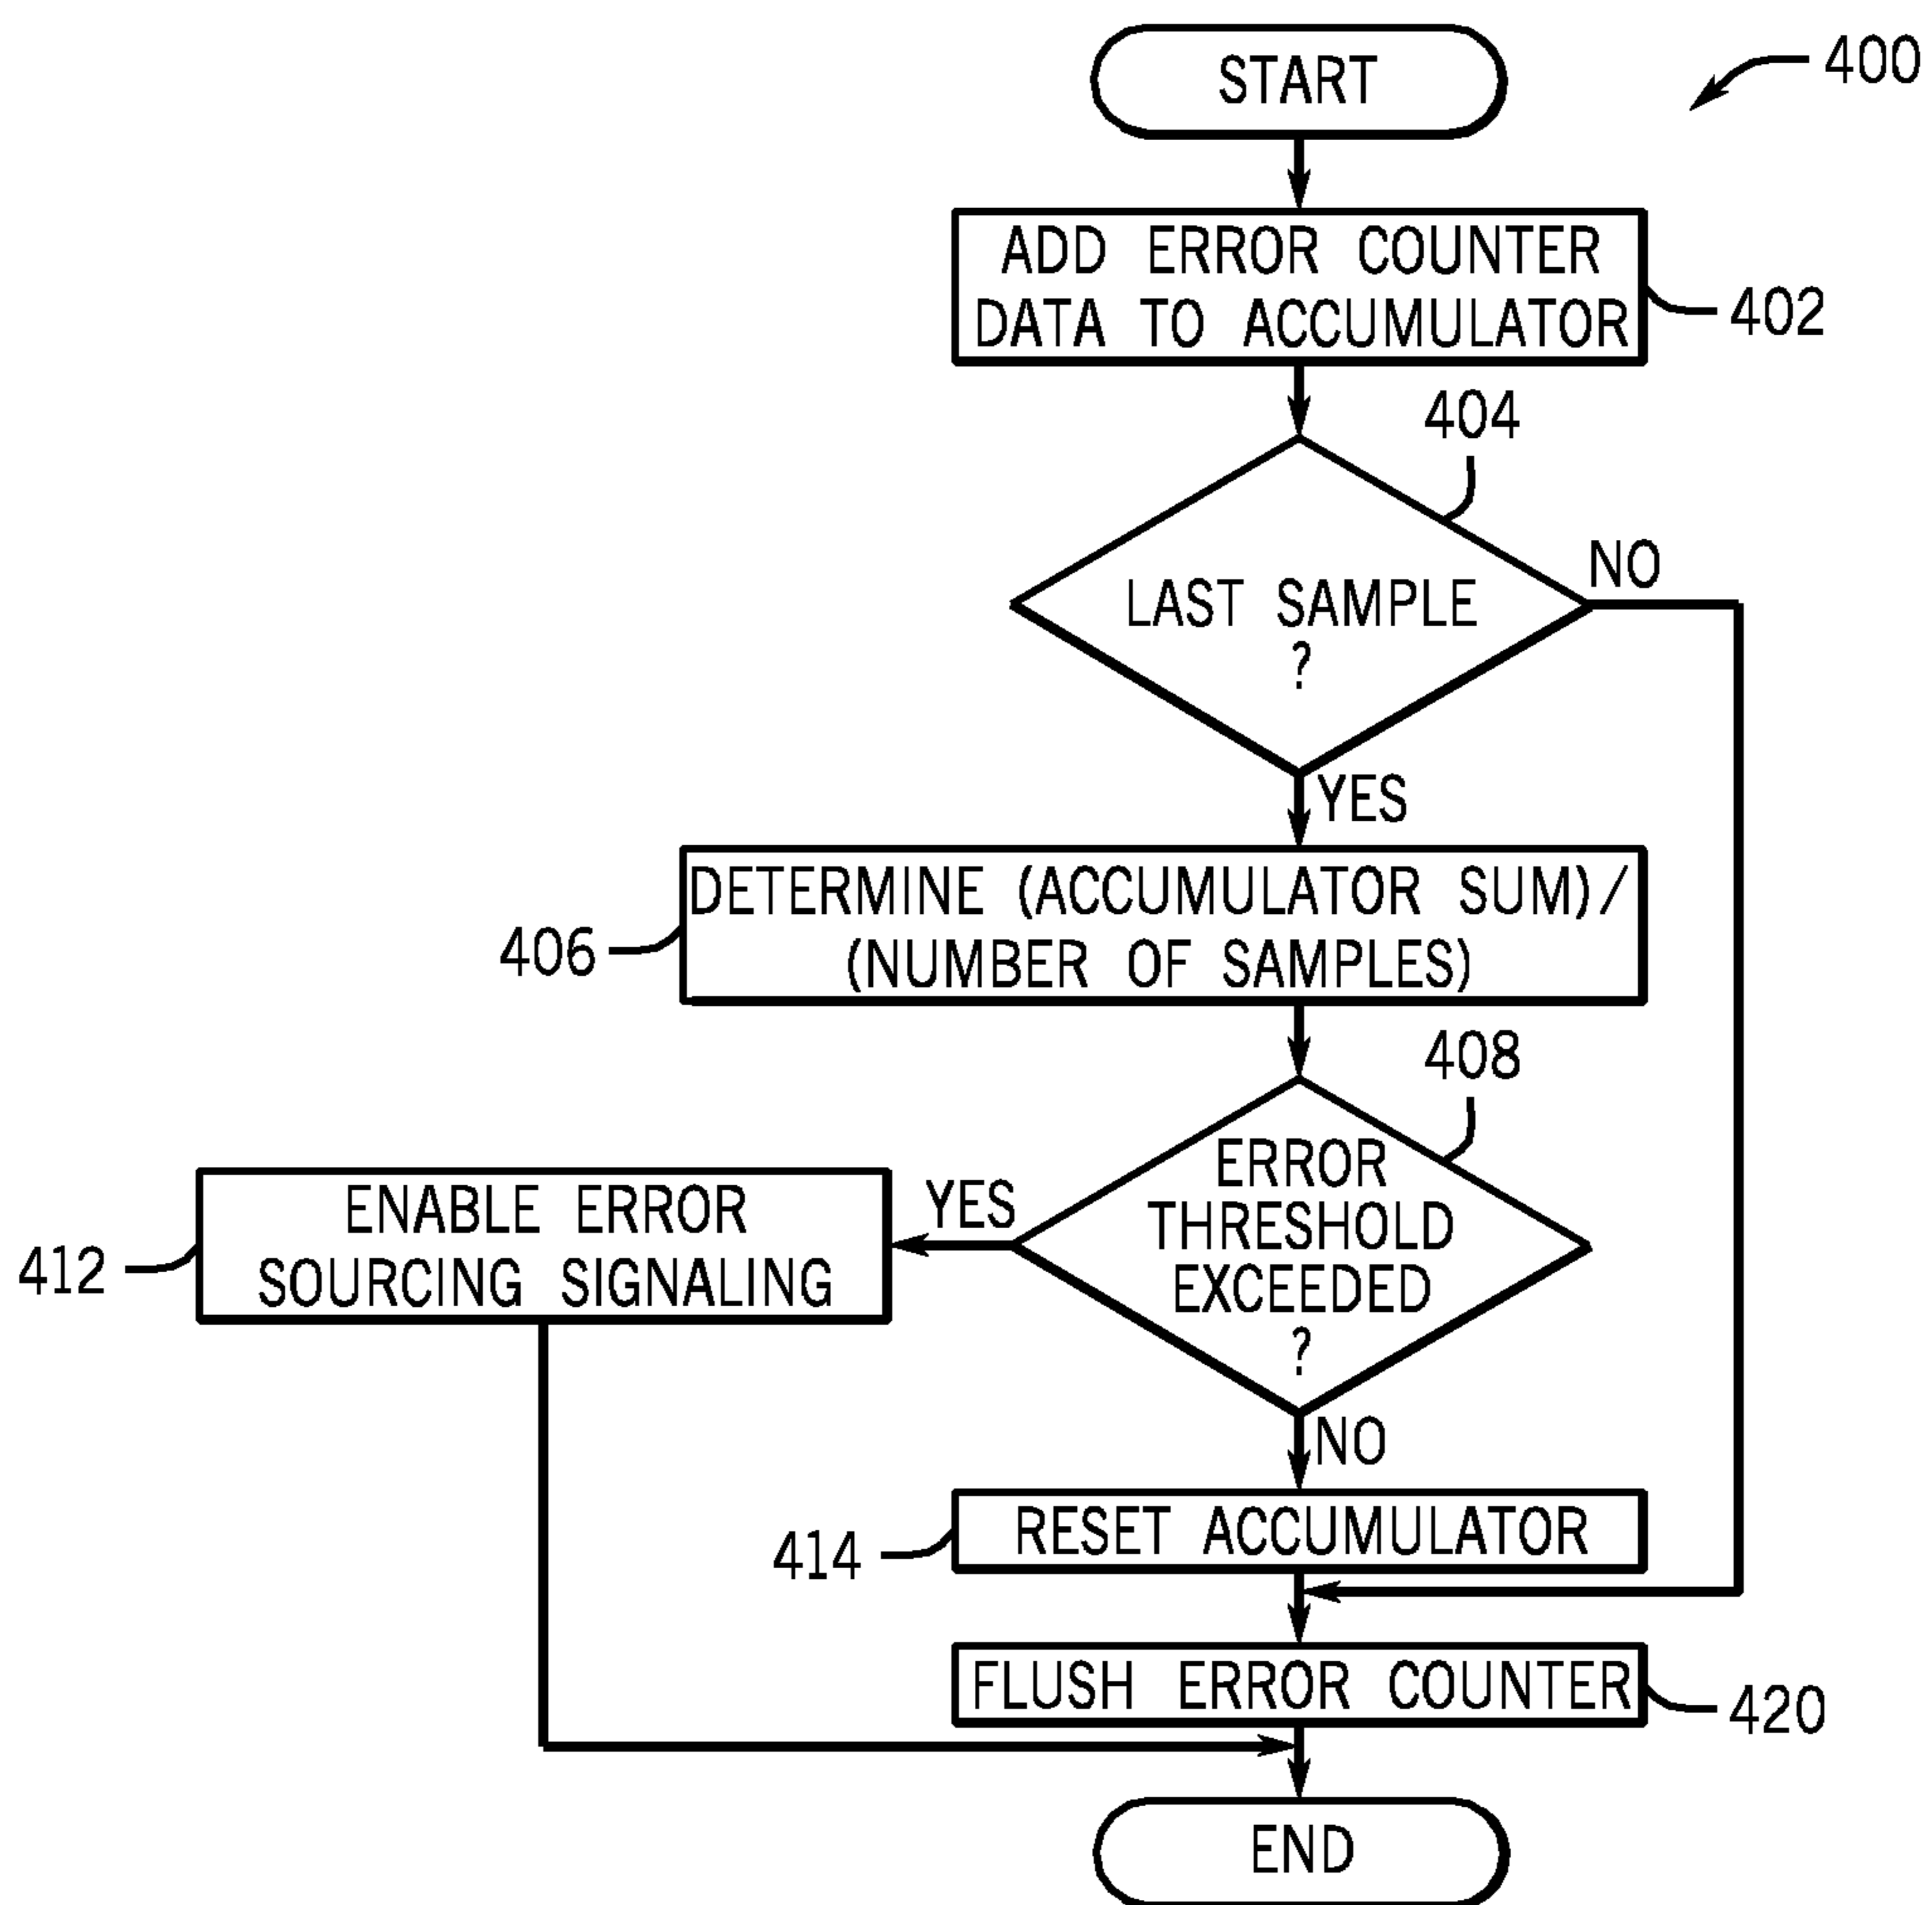 START
400
ADD ERROR COUNTER
DATA TO ACCUMULATOR
402
404
LAST SAMPLE
?
NO
YES
DETERMINE (ACCUMULATOR SUM)/
(NUMBER OF SAMPLES)
406
408
ERROR
THRESHOLD
EXCEEDED
?
YES
ENABLE ERROR
SOURCING SIGNALING
412
NO
RESET ACCUMULATOR
414
FLUSH ERROR COUNTER
420
END